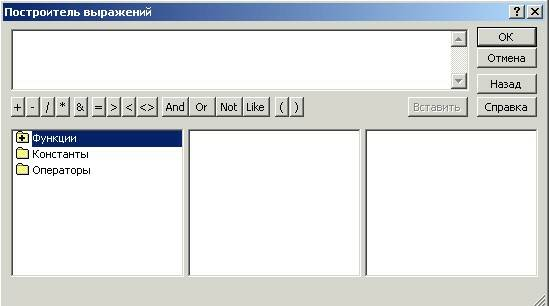 Построитель выражений
OK
Отмена
Назад
+ - / * & = > < <> And Or Not Like ( ) Вставить Справка
Функции
Константы
Операторы